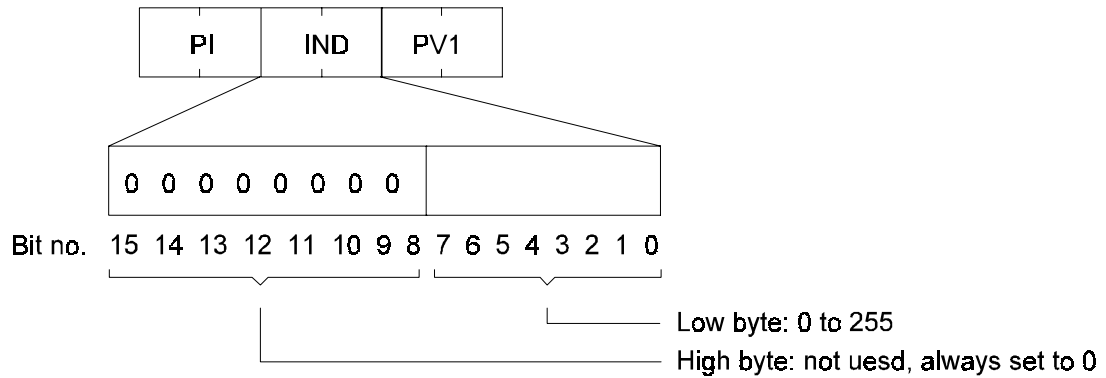 PI IND PV1
0 0 0 0 0 0 0 0
Bit no. 15 14 13 12 11 10 9 8 7 6 5 4 3 2 1 0
Low byte: 0 to 255
High byte: not uesd, always set to 0